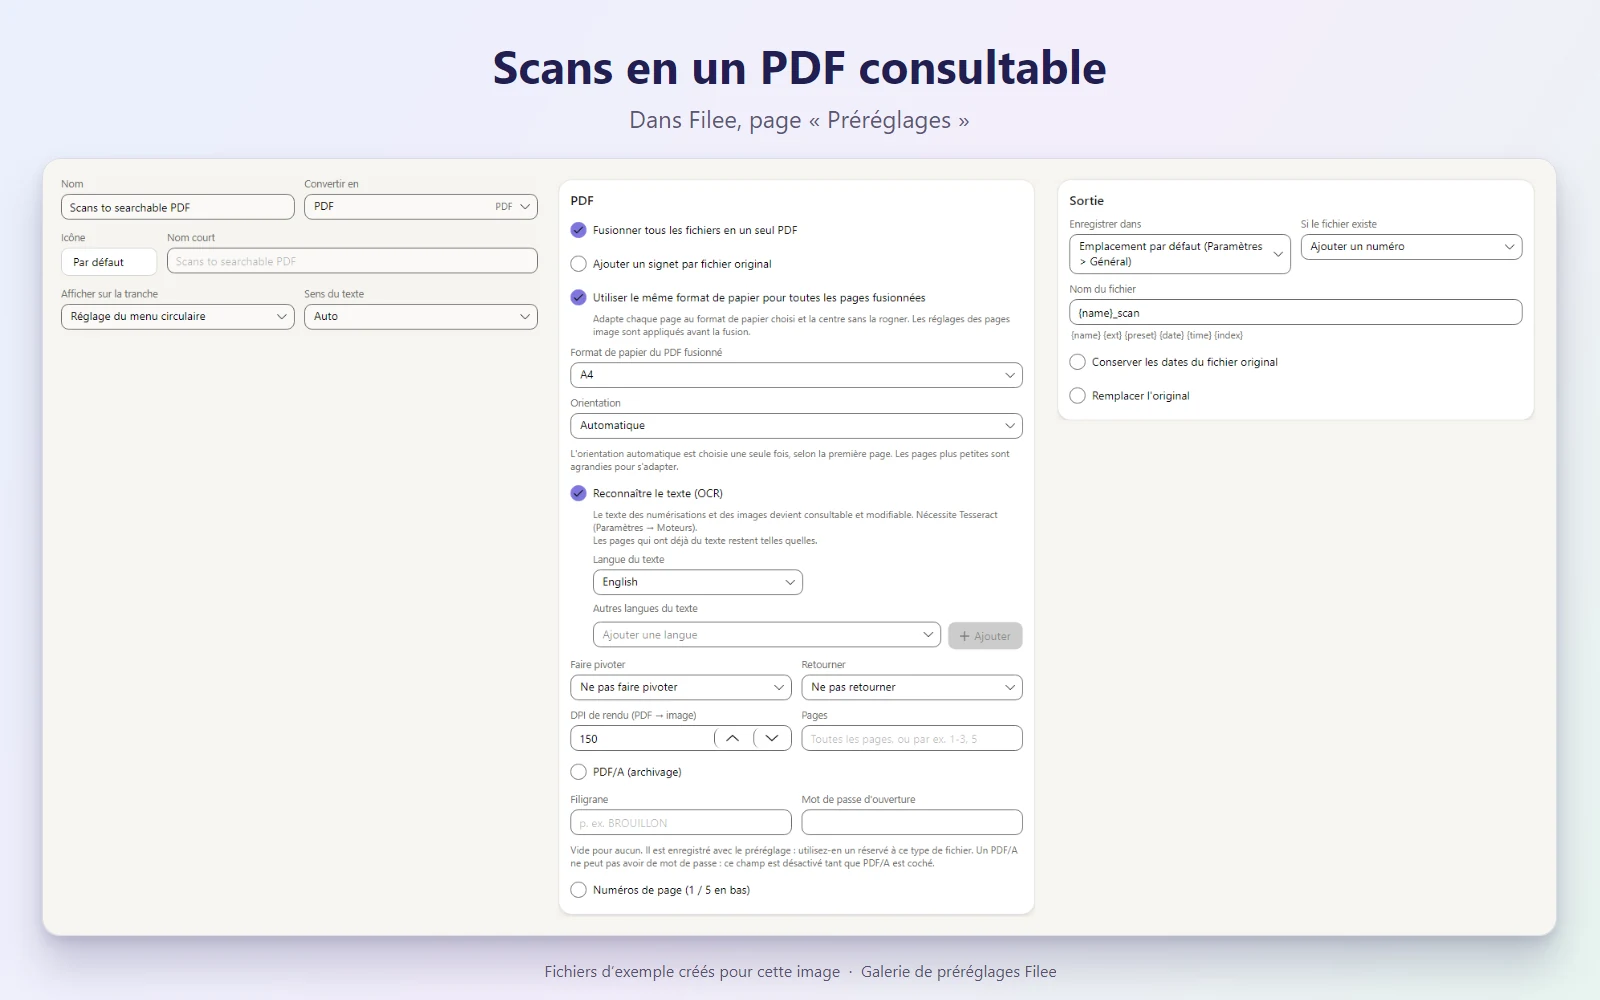 Scans en un PDF consultable
Dans Filee, page « Préréglages »
Nom
Scans to searchable PDF
Convertir en
PDF
PDF
Icône
Par défaut
Nom court
Scans to searchable PDF
Afficher sur la tranche
Réglage du menu circulaire
Sens du texte
Auto
PDF
Fusionner tous les fichiers en un seul PDF
Ajouter un signet par fichier original
Utiliser le même format de papier pour toutes les pages fusionnées
Adapte chaque page au format de papier choisi et la centre sans la rogner. Les réglages des pages
image sont appliqués avant la fusion.
Format de papier du PDF fusionné
A4
Orientation
Automatique
L'orientation automatique est choisie une seule fois, selon la première page. Les pages plus petites sont
agrandies pour s'adapter.
Reconnaître le texte (OCR)
Le texte des numérisations et des images devient consultable et modifiable. Nécessite Tesseract
(Paramètres → Moteurs).
Les pages qui ont déjà du texte restent telles quelles.
Langue du texte
English
Autres langues du texte
Ajouter une langue
+ Ajouter
Faire pivoter
Ne pas faire pivoter
Retourner
Ne pas retourner
DPI de rendu (PDF → image)
150
Pages
Toutes les pages, ou par ex. 1-3, 5
PDF/A (archivage)
Filigrane
p. ex. BROUILLON
Mot de passe d'ouverture
Vide pour aucun. Il est enregistré avec le préréglage : utilisez-en un réservé à ce type de fichier. Un PDF/A
ne peut pas avoir de mot de passe : ce champ est désactivé tant que PDF/A est coché.
Numéros de page (1 / 5 en bas)
Sortie
Enregistrer dans
Emplacement par défaut (Paramètres
> Général)
Si le fichier existe
Ajouter un numéro
Nom du fichier
{name}_scan
{name} {ext} {preset} {date} {time} {index}
Conserver les dates du fichier original
Remplacer l'original
Fichiers d'exemple créés pour cette image · Galerie de préréglages Filee